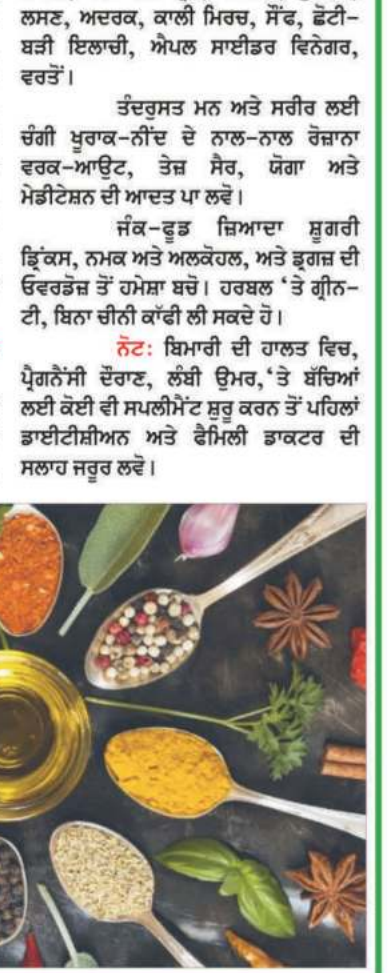 ਲਸਣ, ਅਦਰਕ, ਕਾਲੀ ਮਿਰਚ, ਸੌਂਫ, ਛੋਟੀ-
ਬੜੀ ਇਲਾਚੀ, ਐਪਲ ਸਾਈਡਰ ਵਿਨੇਗਰ,
ਵਰਤੋਂ।
ਤੰਦਰੁਸਤ ਮਨ ਅਤੇ ਸਰੀਰ ਲਈ
ਚੰਗੀ ਖੂਰਾਕ-ਨੀਂਦ ਦੇ ਨਾਲ-ਨਾਲ ਰੋਜ਼ਾਨਾ
ਵਰਕ-ਆਉਟ, ਤੇਜ਼ ਸੈਰ, ਯੋਗਾ ਅਤੇ
ਮੇਡੀਟੇਸ਼ਨ ਦੀ ਆਦਤ ਪਾ ਲਵੋ।
ਜੰਕ-ਫੂਡ ਜ਼ਿਆਦਾ ਸ਼ੂਗਰੀ
ਡ੍ਰਿੰਕਸ, ਨਮਕ ਅਤੇ ਅਲਕੋਹਲ, ਅਤੇ ਡ੍ਰਗਜ਼ ਦੀ
ਓਵਰਡੋਜ਼ ਤੋਂ ਹਮੇਸ਼ਾ ਬਚੋ। ਹਰਬਲ ‘ਤੇ ਗ੍ਰੀਨ-
ਟੀ, ਬਿਨਾ ਚੀਨੀ ਕਾੱਫੀ ਲੀ ਸਕਦੇ ਹੋ।
ਨੋਟ: ਬਿਮਾਰੀ ਦੀ ਹਾਲਤ ਵਿਚ,
ਪ੍ਰੈਗਨੈਂਸੀ ਦੌਰਾਣ, ਲੰਬੀ ਉਮਰ,‘ਤੇ ਬੱਚਿਆਂ
ਲਈ ਕੋਈ ਵੀ ਸਪਲੀਮੈਂਟ ਸ਼ੁਰੂ ਕਰਨ ਤੋਂ ਪਹਿਲਾਂ
ਡਾਈਟੀਸ਼ੀਅਨ ਅਤੇ ਫੈਮਿਲੀ ਡਾਕਟਰ ਦੀ
ਸਲਾਹ ਜਰੂਰ ਲਵੋ।